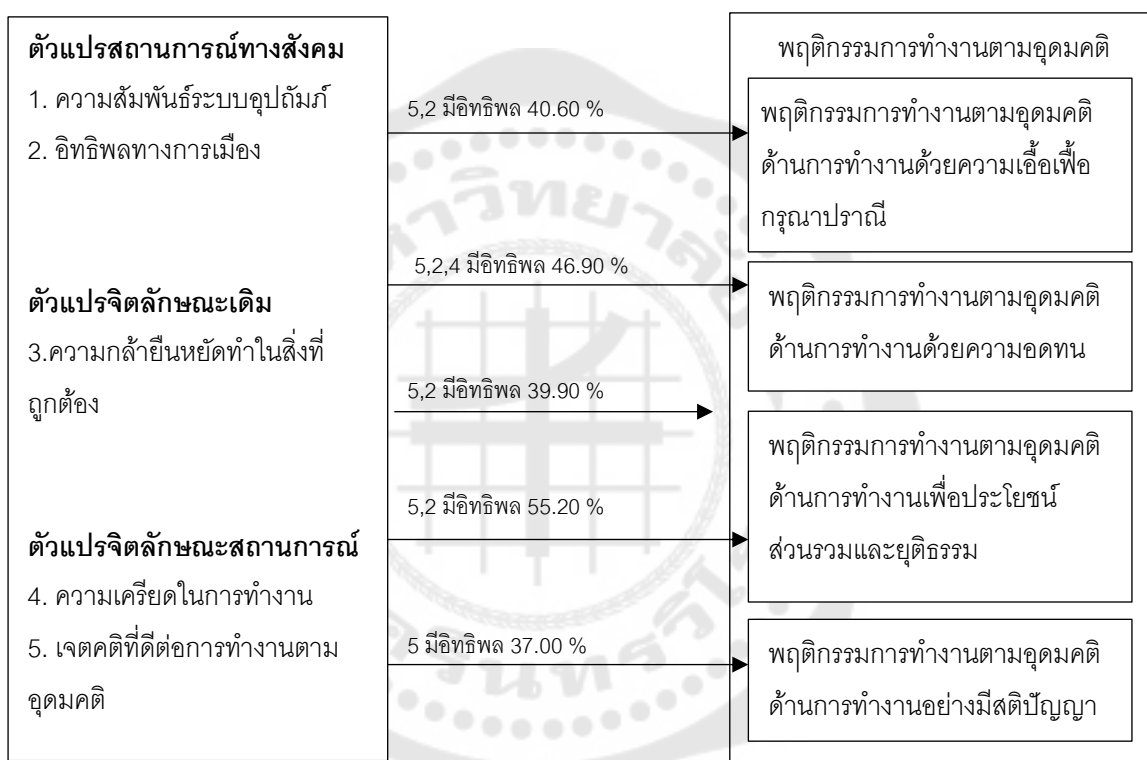 ตัวแปรสถานการณ์ทางสังคม
1. ความสัมพันธ์ระบบอุปถัมภ์
2. อิทธิพลทางการเมือง
ตัวแปรจิตลักษณะเดิม
3.ความกล้ายืนหยัดทำในสิ่งที่
ถูกต้อง
ตัวแปรจิตลักษณะสถานการณ์
4. ความเครียดในการทำงาน
5. เจตคติที่ดีต่อการทำงานตาม
อุดมคติ
5,2 มีอิทธิพล 40.60 %
5,2,4 มีอิทธิพล 46.90 %
5,2 มีอิทธิพล 39.90 %
5,2 มีอิทธิพล 55.20 %
5 มีอิทธิพล 37.00 %
พฤติกรรมการทำงานตามอุดมคติ
พฤติกรรมการทำงานตามอุดมคติ
ด้านการทำงานด้วยความเอื้อเฟื้อ
กรุณาปราณี
พฤติกรรมการทำงานตามอุดมคติ
ด้านการทำงานด้วยความอดทน
พฤติกรรมการทำงานตามอุดมคติ
ด้านการทำงานเพื่อประโยชน์
ส่วนรวมและยุติธรรม
พฤติกรรมการทำงานตามอุดมคติ
ด้านการทำงานอย่างมีสติปัญญา